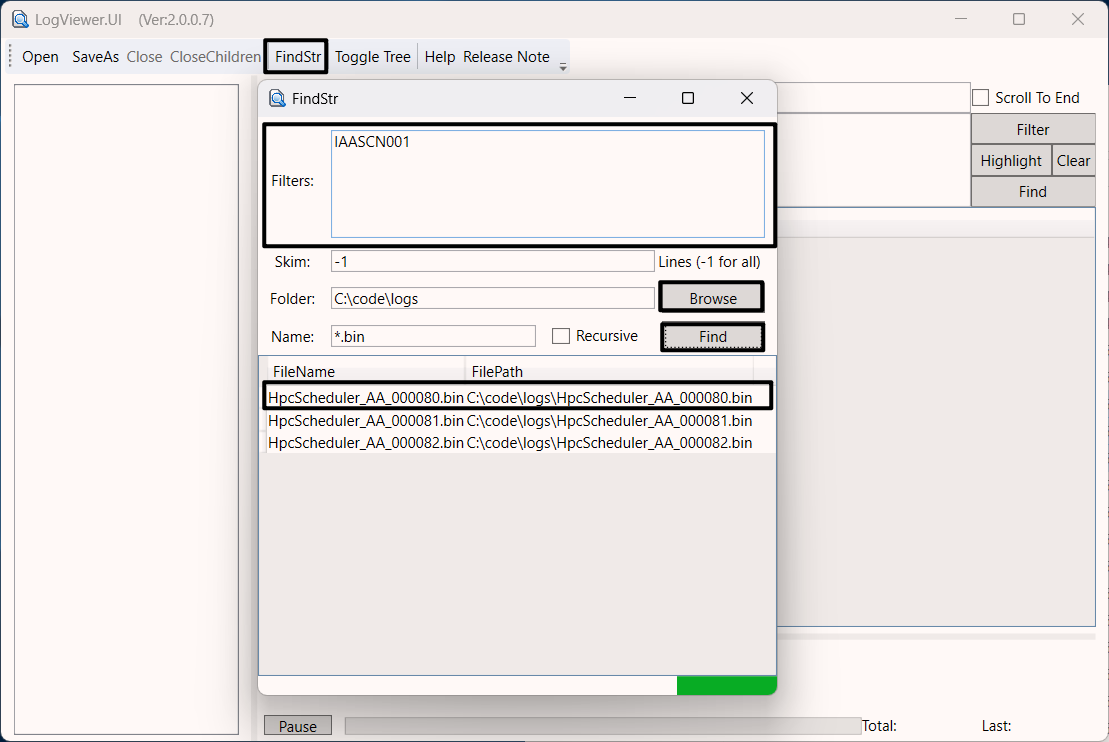 LogViewer.UI (Ver:2.0.0.7)
Open SaveAs Close CloseChildren FindStr Toggle Tree Help Release Note
FindStr
Scroll To End
Filter
Highlight Clear
Find
Filters: IAASCN001
Skim: -1 Lines (-1 for all)
Folder: C:\code\logs Browse
Name: *.bin Recursive Find
FileName FilePath
HpcScheduler_AA_000080.bin C:\code\logs\HpcScheduler_AA_000080.bin
HpcScheduler_AA_000081.bin C:\code\logs\HpcScheduler_AA_000081.bin
HpcScheduler_AA_000082.bin C:\code\logs\HpcScheduler_AA_000082.bin
Pause Total: Last: